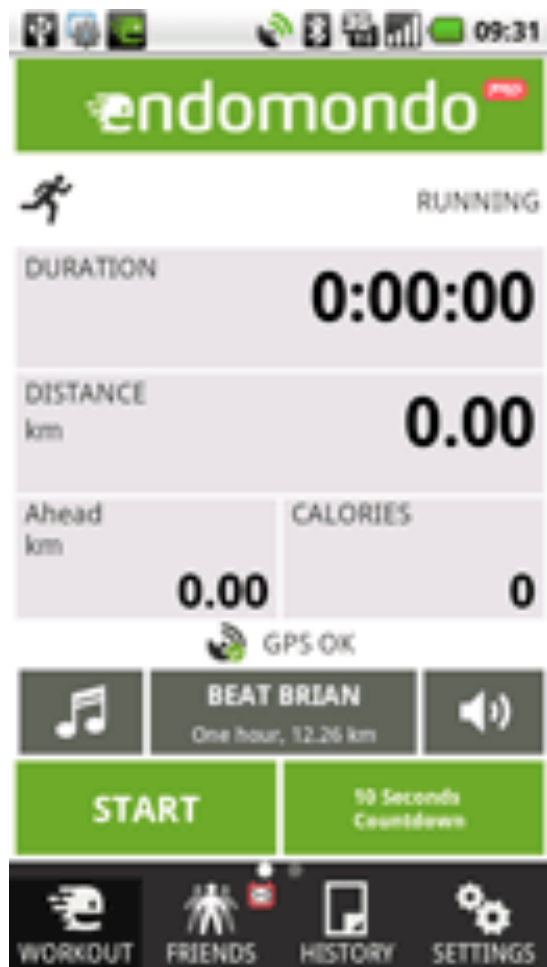 09:31
endomondo PRO
RUNNING
DURATION
0:00:00
DISTANCE
km
0.00
Ahead
km
0.00
CALORIES
0
GPS OK
BEAT BRIAN
One hour, 12.26 km
START
10 Seconds
Countdown
WORKOUT FRIENDS HISTORY SETTINGS